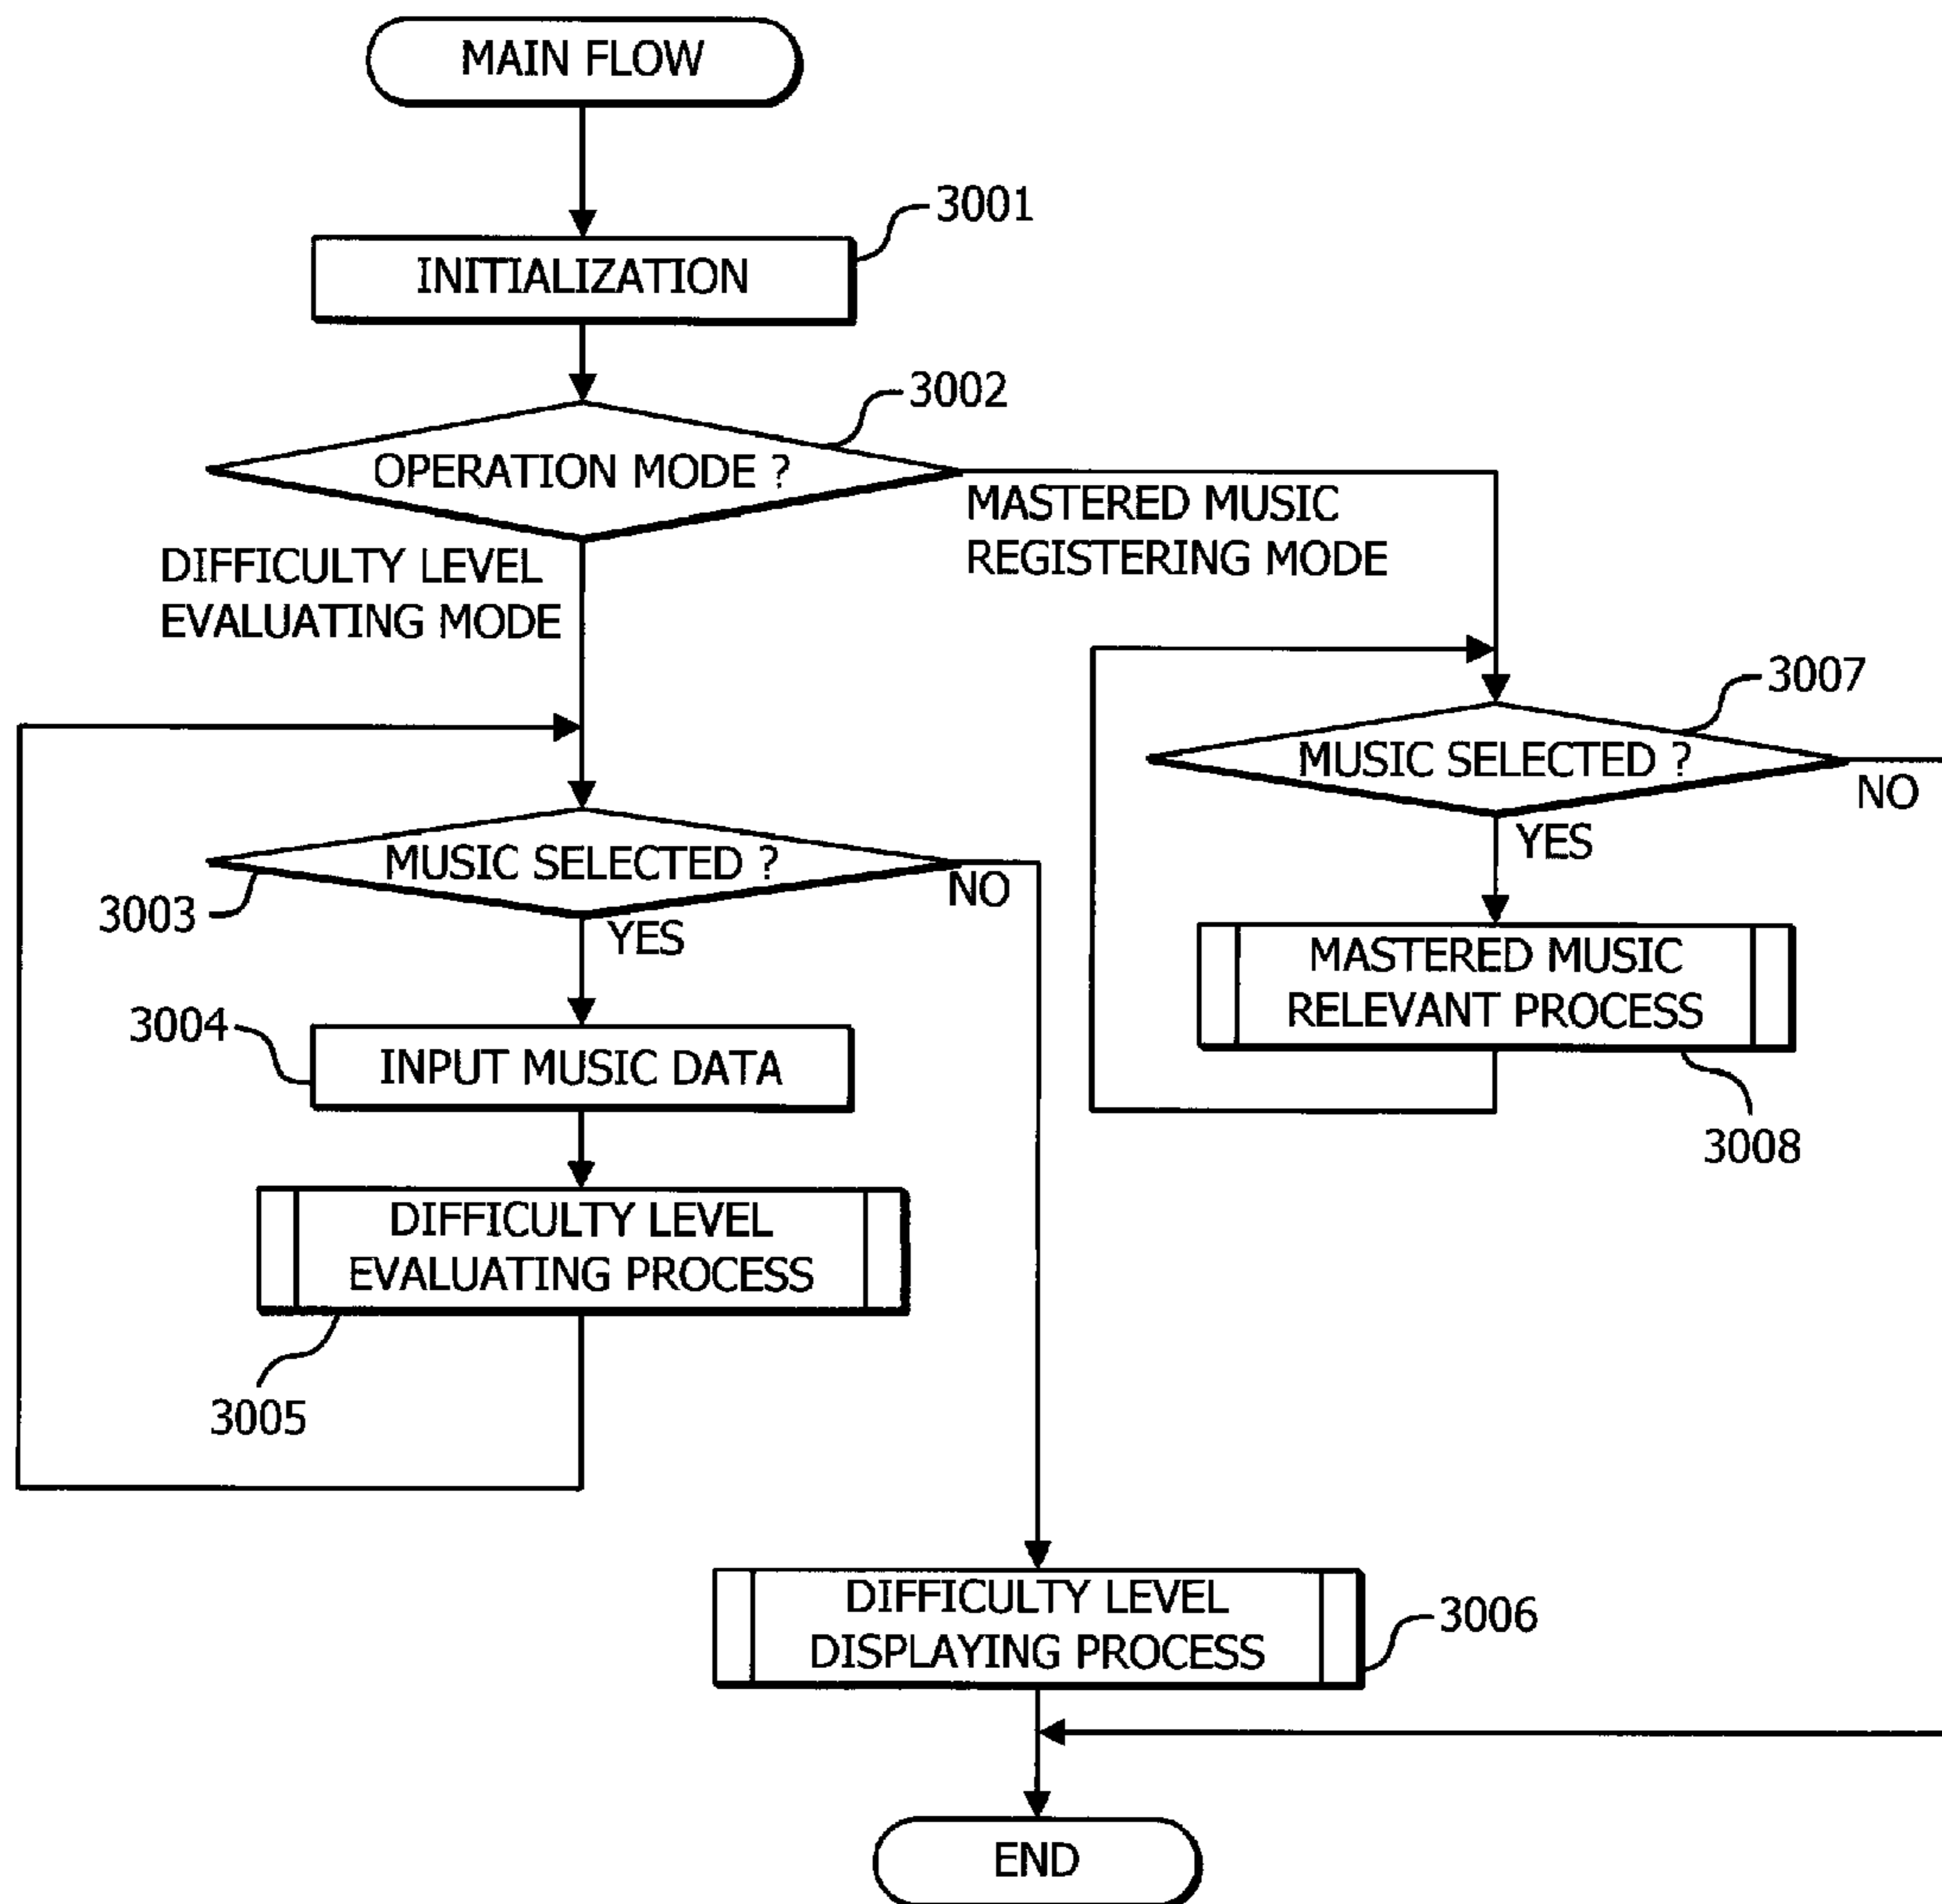 MAIN FLOW
3001
INITIALIZATION
3002
OPERATION MODE ?
MASTERED MUSIC
REGISTERING MODE
DIFFICULTY LEVEL
EVALUATING MODE
3007
MUSIC SELECTED ?
NO
YES
MUSIC SELECTED ?
NO
3003
YES
MASTERED MUSIC
RELEVANT PROCESS
3004
INPUT MUSIC DATA
3008
DIFFICULTY LEVEL
EVALUATING PROCESS
3005
DIFFICULTY LEVEL
DISPLAYING PROCESS
3006
END